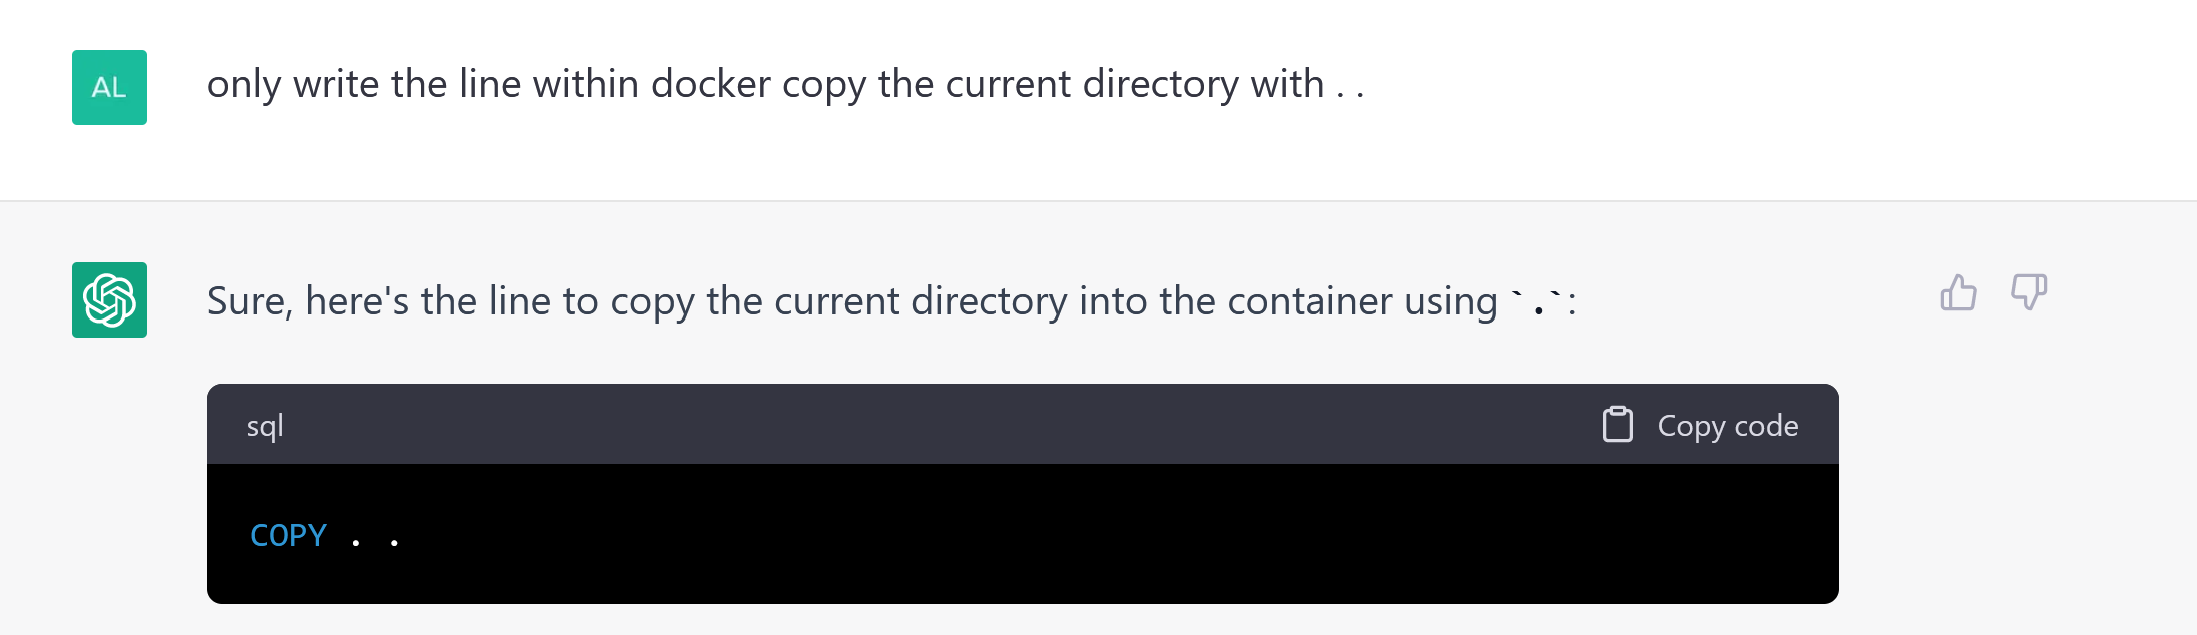 AL
only write the line within docker copy the current directory with . .
Sure, here's the line to copy the current directory into the container using `.`:
sql
Copy code
COPY . .